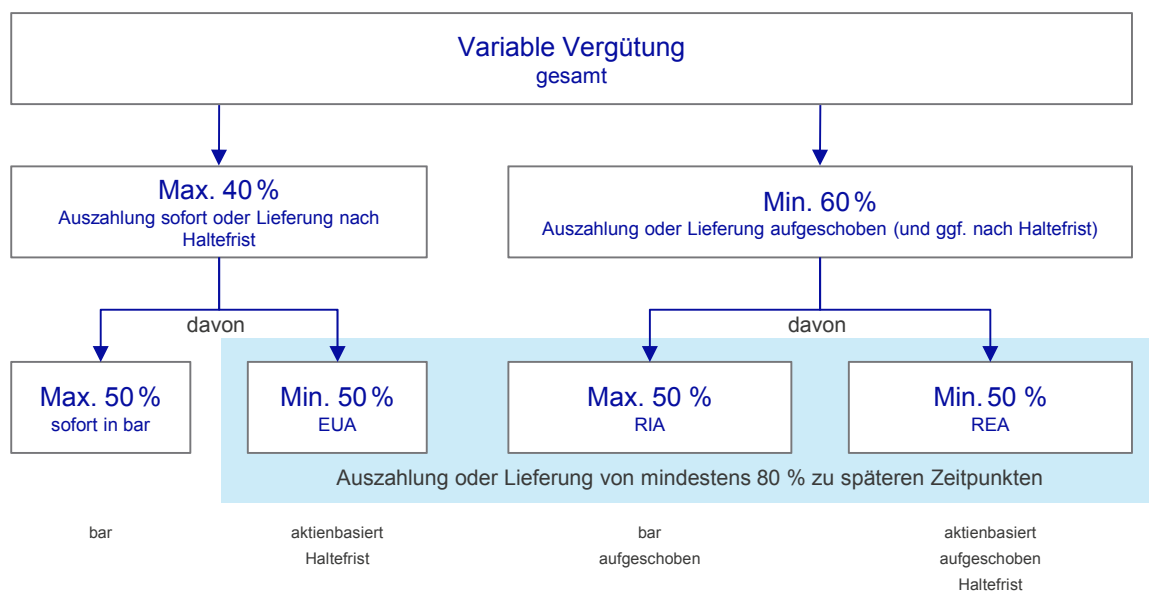 Variable Vergütung
gesamt
Max. 40 %
Auszahlung sofort oder Lieferung nach
Haltefrist
Min. 60 %
Auszahlung oder Lieferung aufgeschoben (und ggf. nach Haltefrist)
davon
davon
Max. 50 %
sofort in bar
Min. 50 %
EUA
Max. 50 %
RIA
Min. 50 %
REA
Auszahlung oder Lieferung von mindestens 80 % zu späteren Zeitpunkten
bar
aktienbasiert
Haltefrist
bar
aufgeschoben
aktienbasiert
aufgeschoben
Haltefrist